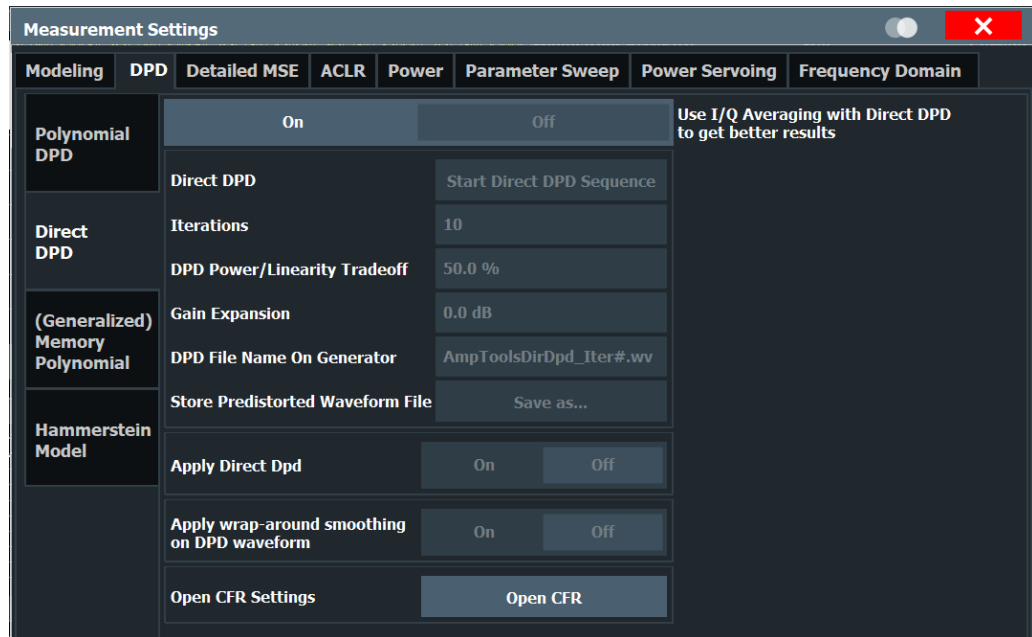 Measurement Settings
Modeling DPD Detailed MSE ACLR Power Parameter Sweep Power Servoing Frequency Domain
Polynomial
DPD
Direct
DPD
(Generalized)
Memory
Polynomial
Hammerstein
Model
On Off
Use I/Q Averaging with Direct DPD
to get better results
Direct DPD Start Direct DPD Sequence
Iterations 10
DPD Power/Linearity Tradeoff 50.0 %
Gain Expansion 0.0 dB
DPD File Name On Generator AmpToolsDirDpd_Iter#.wv
Store Predistorted Waveform File Save as...
Apply Direct Dpd On Off
Apply wrap-around smoothing
on DPD waveform On Off
Open CFR Settings Open CFR